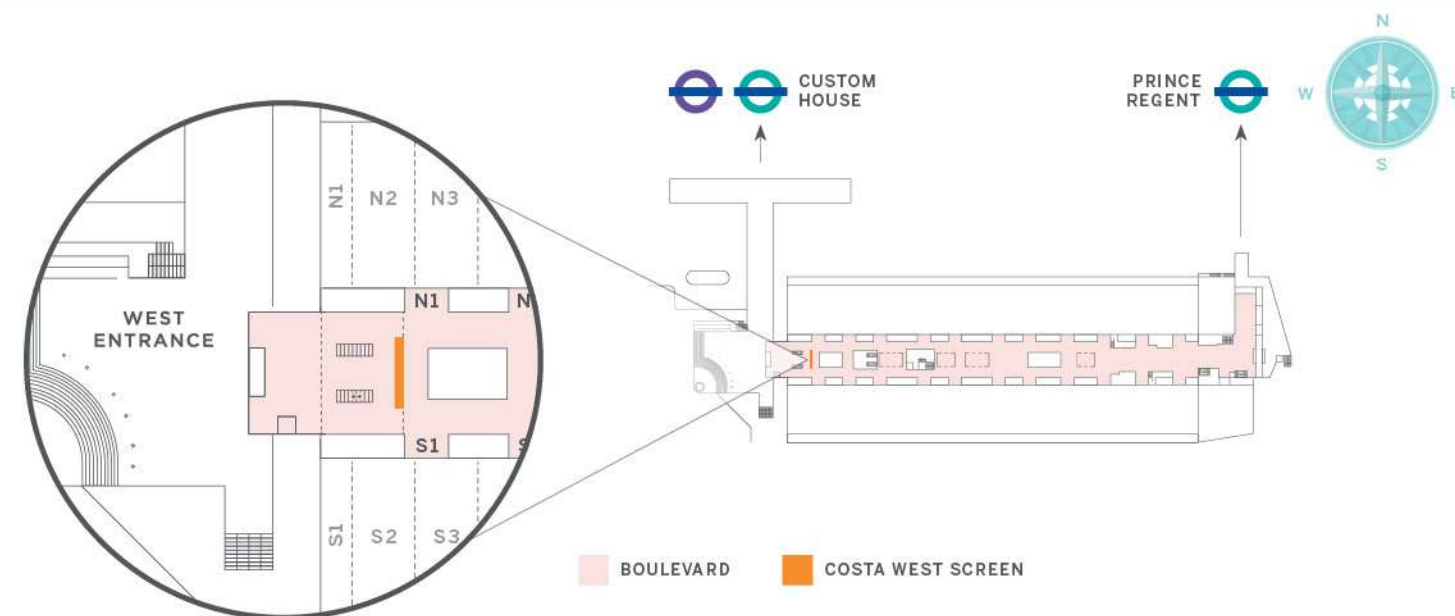 N
CUSTOM
HOUSE
PRINCE
REGENT
W
E
S
N1
N2
N3
N1
N
WEST
ENTRANCE
S1
S
S1
S2
S3
BOULEVARD
COSTA WEST SCREEN